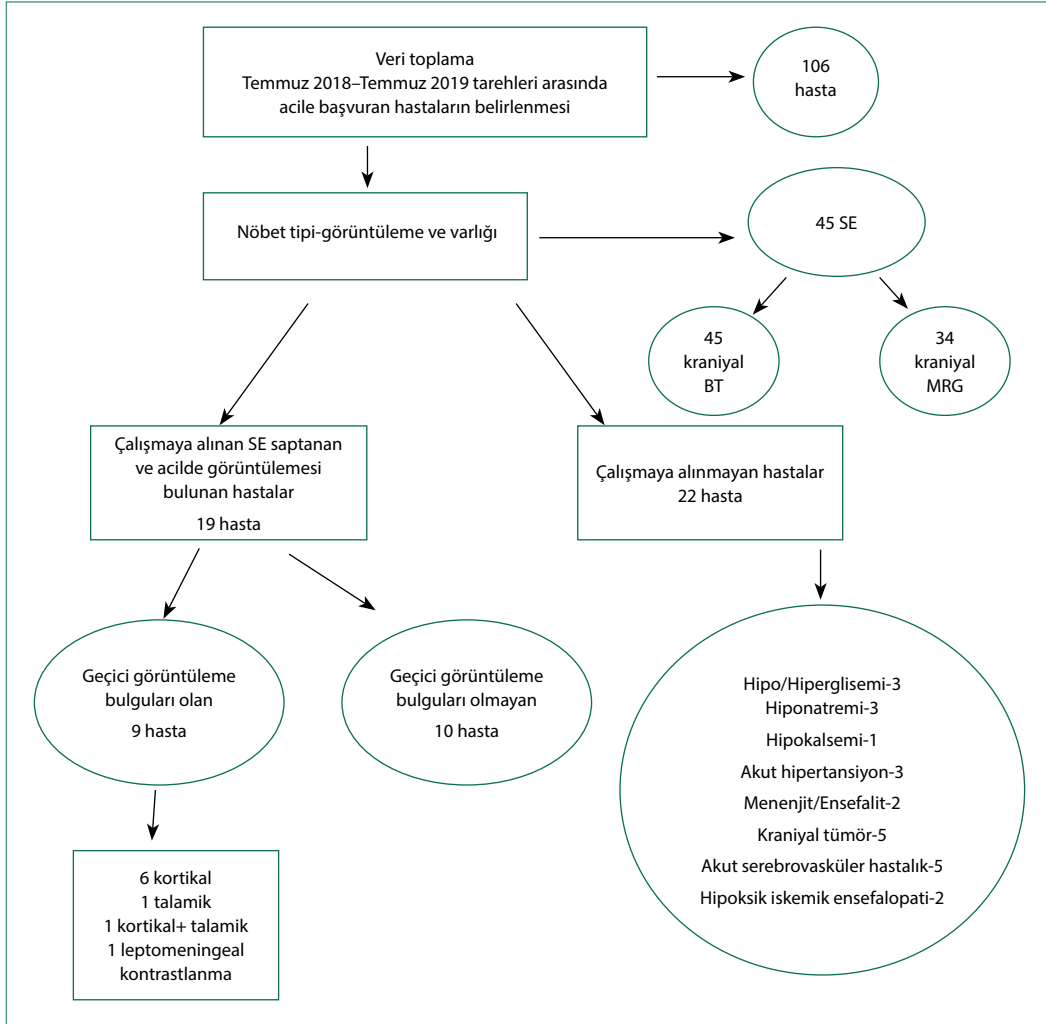 Veri toplama
Temmuz 2018–Temmuz 2019 tarehleri arasında
acile başvuran hastaların belirlenmesi
106
hasta
Nöbet tipi-görüntüleme ve varlığı
45 SE
45
kraniyal
BT
34
kraniyal
MRG
Çalışmaya alınan SE saptanan
ve acilde görüntülemesi
bulunan hastalar
19 hasta
Çalışmaya alınmayan hastalar
22 hasta
Geçici görüntüleme
bulguları olan
9 hasta
Geçici görüntüleme
bulguları olmayan
10 hasta
Hipo/Hiperglisemi-3
Hiponatremi-3
Hipokalsemi-1
Akut hipertansiyon-3
Menenjit/Ensefalit-2
Kraniyal tümör-5
Akut serebrovasküler hastalık-5
Hipoksik iskemik ensefalopati-2
6 kortikal
1 talamik
1 kortikal+ talamik
1 leptomeningeal
kontrastlanma